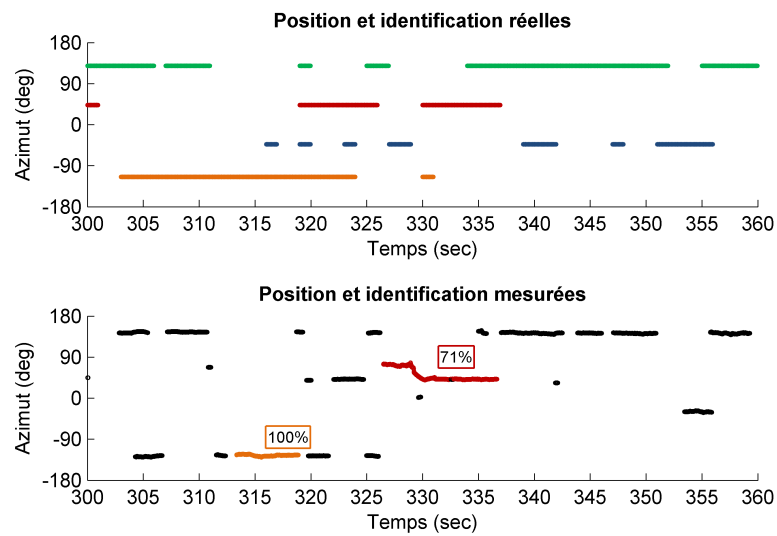 Position et identification réelles
180
90
0
-90
-180
Azimut (deg)
300 305 310 315 320 325 330 335 340 345 350 355 360
Temps (sec)
Position et identification mesurées
180
90
0
-90
-180
Azimut (deg)
71%
100%
300 305 310 315 320 325 330 335 340 345 350 355 360
Temps (sec)